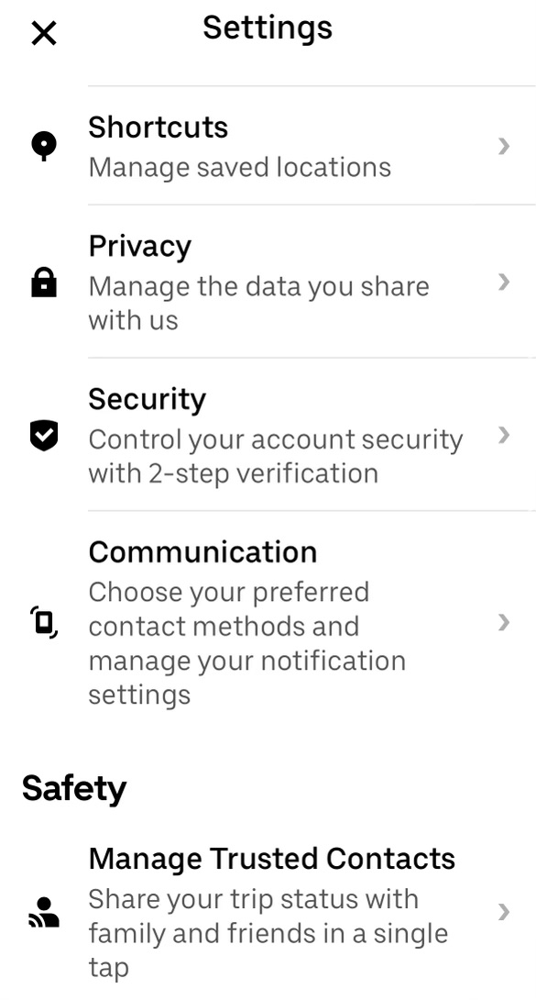 Settings
Shortcuts
Manage saved locations
Privacy
Manage the data you share
with us
Security
Control your account security
with 2-step verification
Communication
Choose your preferred
contact methods and
manage your notification
settings
Safety
Manage Trusted Contacts
Share your trip status with
family and friends in a single
tap